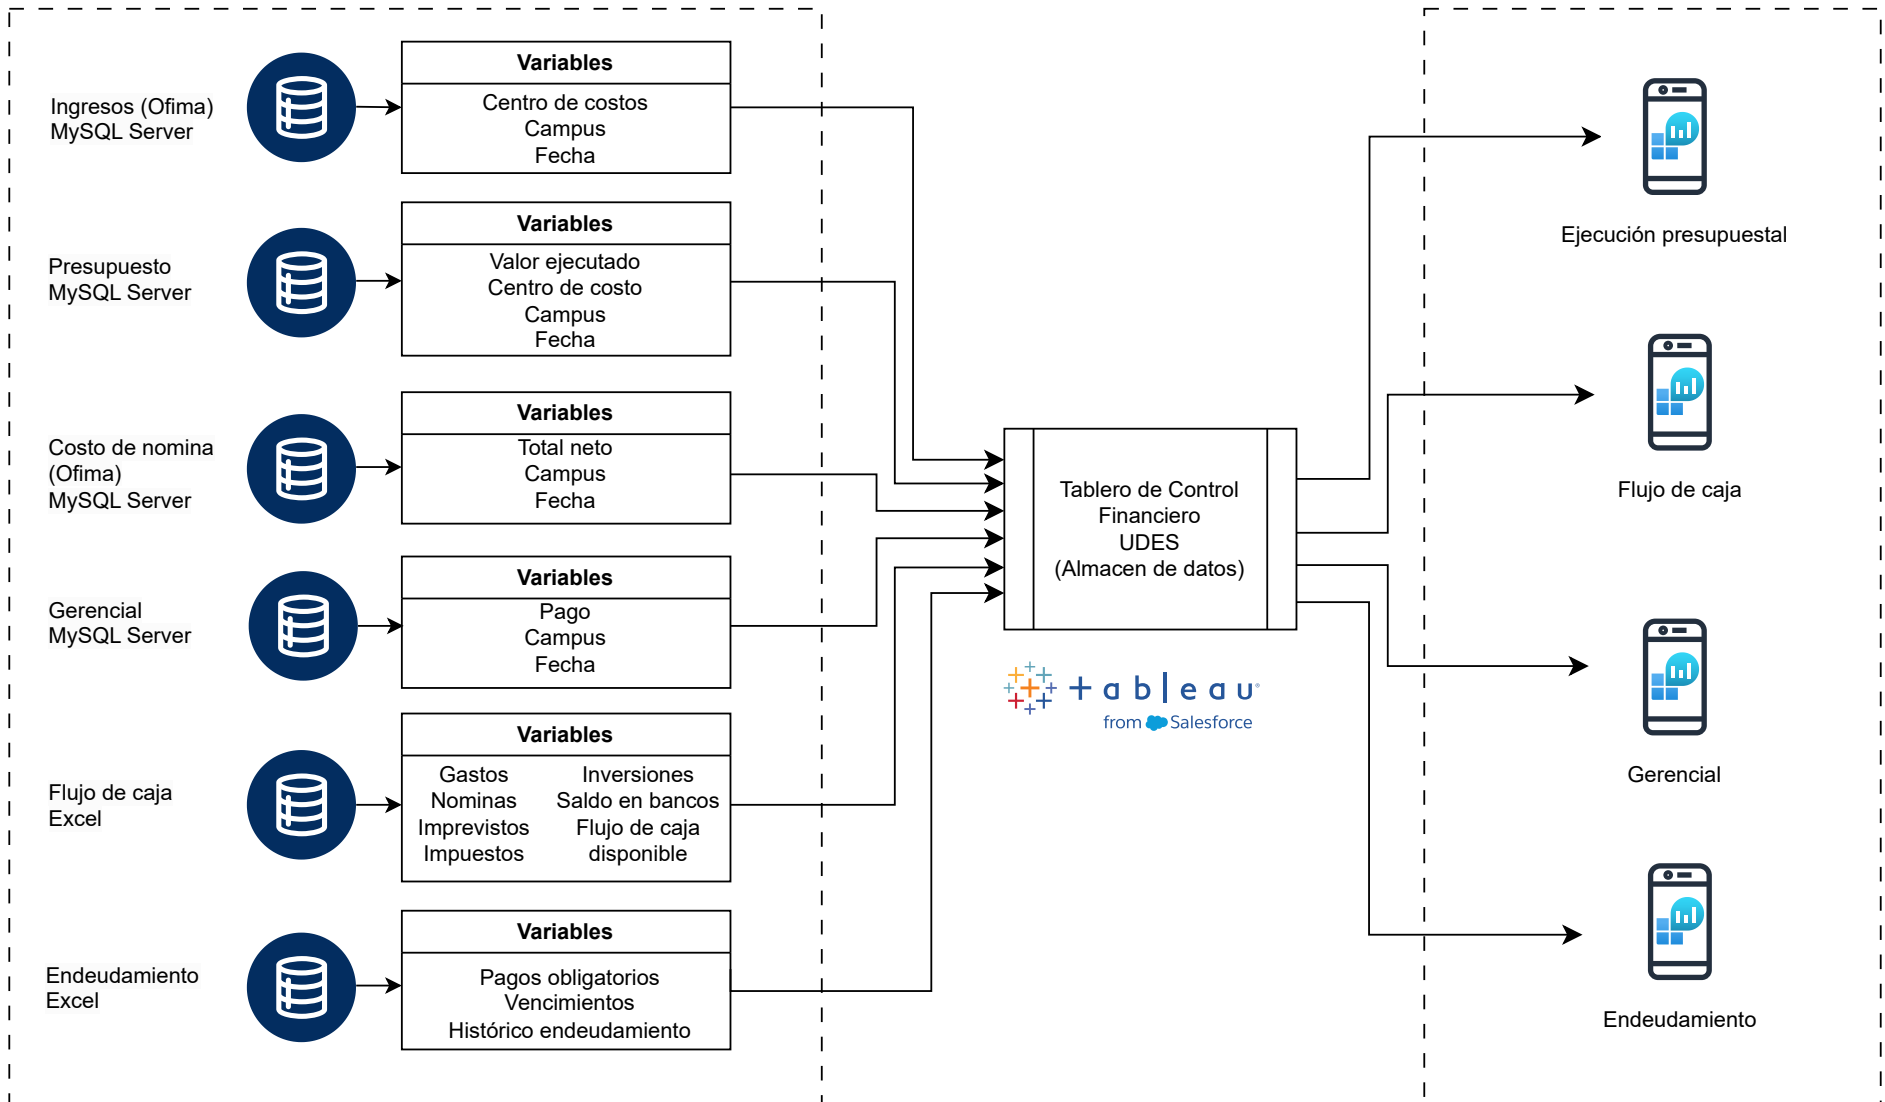 Ingresos (Ofima)
MySQL Server
Variables
Centro de costos
Campus
Fecha
Presupuesto
MySQL Server
Variables
Valor ejecutado
Centro de costo
Campus
Fecha
Costo de nomina
(Ofima)
MySQL Server
Variables
Total neto
Campus
Fecha
Gerencial
MySQL Server
Variables
Pago
Campus
Fecha
Flujo de caja
Excel
Variables
Gastos
Nominas
Imprevistos
Impuestos
Inversiones
Saldo en bancos
Flujo de caja
disponible
Endeudamiento
Excel
Variables
Pagos obligatorios
Vencimientos
Histórico endeudamiento
Tablero de Control
Financiero
UDES
(Almacen de datos)
+ableau®
from Salesforce
Ejecución presupuestal
Flujo de caja
Gerencial
Endeudamiento